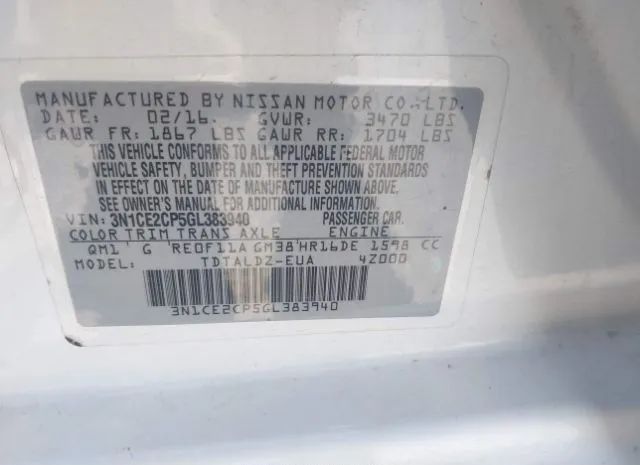 MANUFACTURED BY NISSAN MOTOR CO.,LTD.
DATE: 02/16. GVWR: 3470 LBS
GAWR FR: 1867 LBS GAWR RR: 1704 LBS
THIS VEHICLE CONFORMS TO ALL APPLICABLE FEDERAL MOTOR
VEHICLE SAFETY, BUMPER AND THEFT PREVENTION STANDARDS
IN EFFECT ON THE DATE OF MANUFACTURE SHOWN ABOVE.
SEE OWNER'S MANUAL FOR ADDITIONAL INFORMATION.
VIN: 3N1CE2CP5GL383940 PASSENGER CAR.
COLOR TRIM TRANS AXLE ENGINE
QM1 G RE0F11A GM38 HR16DE 1598 CC
MODEL: TDTALDZ-EUA 4Z000
3N1CE2CP5GL383940